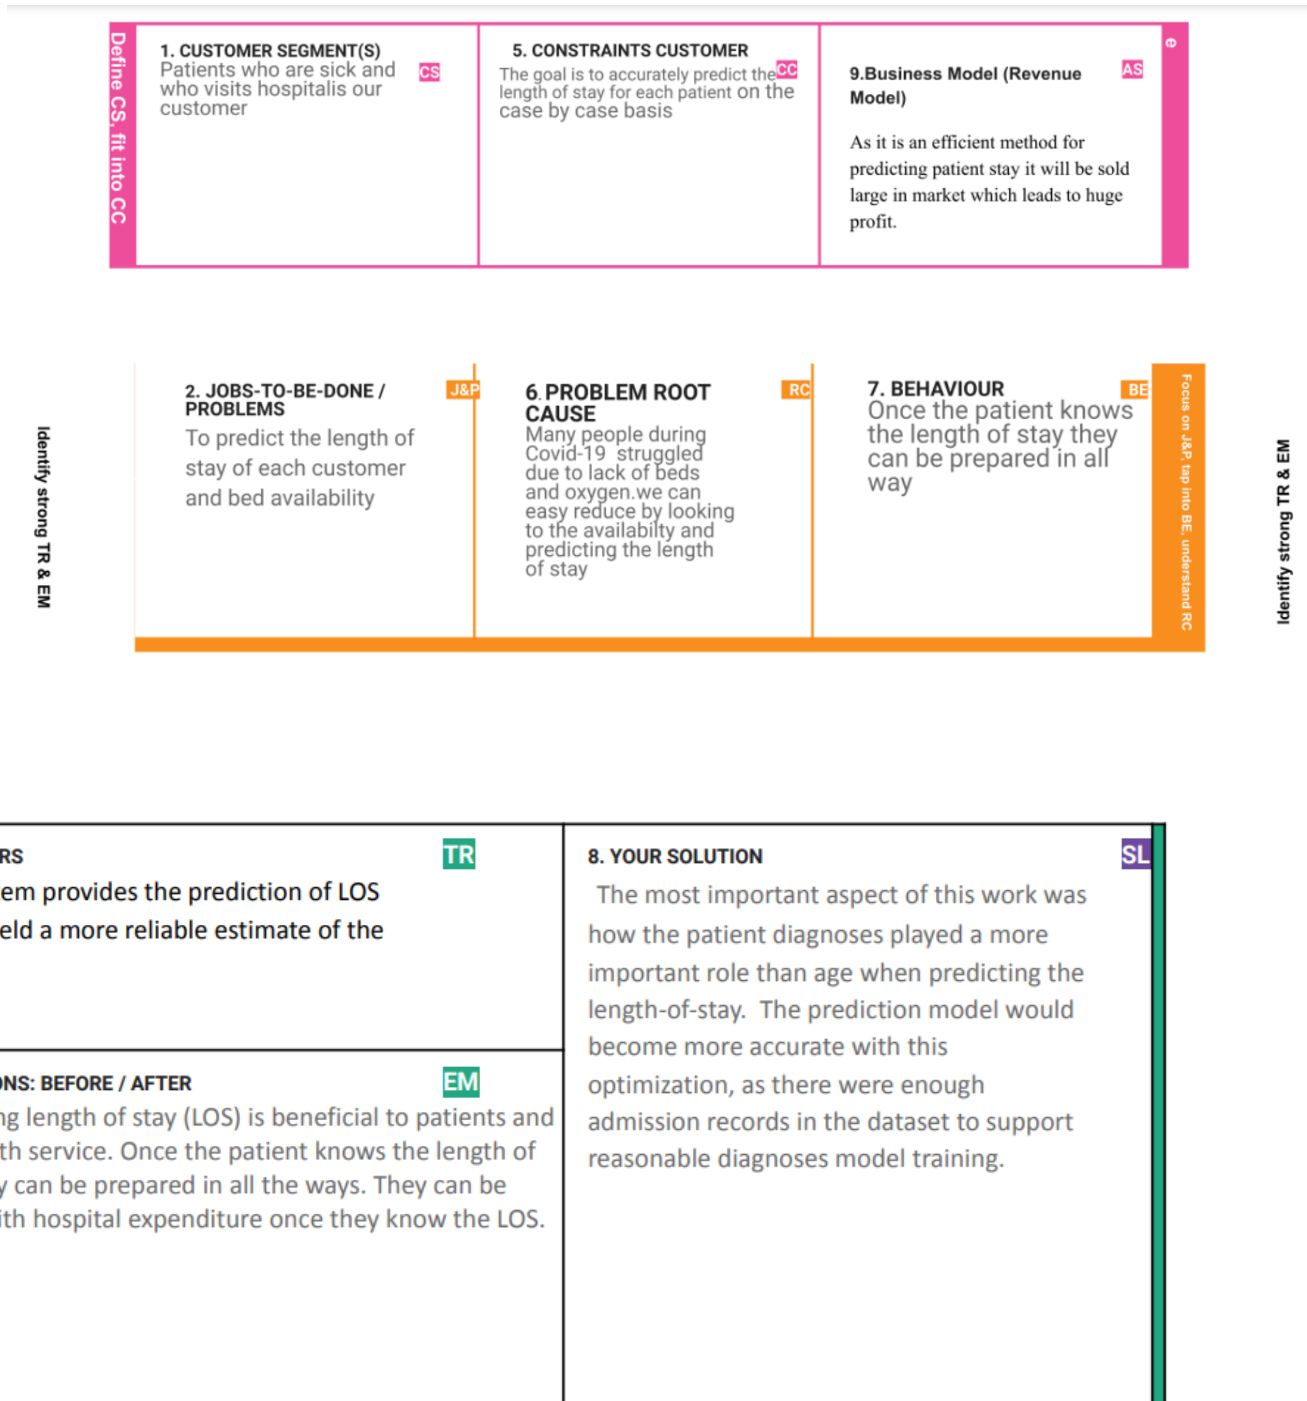 Define CS, fit into CC
1. CUSTOMER SEGMENT(S)
CS
Patients who are sick and
who visits hospitalis our
customer
5. CONSTRAINTS CUSTOMER
CC
The goal is to accurately predict the
length of stay for each patient on the
case by case basis
9.Business Model (Revenue
Model)
AS
As it is an efficient method for
predicting patient stay it will be sold
large in market which leads to huge
profit.
e
Identify strong TR & EM
2. JOBS-TO-BE-DONE /
PROBLEMS
J&P
To predict the length of
stay of each customer
and bed availability
6. PROBLEM ROOT
CAUSE
RC
Many people during
Covid-19 struggled
due to lack of beds
and oxygen.we can
easy reduce by looking
to the availabilty and
predicting the length
of stay
7. BEHAVIOUR
BE
Once the patient knows
the length of stay they
can be prepared in all
way
Focus on J&P, tap into BE, understand RC
Identify strong TR & EM
RS
TR
em provides the prediction of LOS
eld a more reliable estimate of the
ONS: BEFORE / AFTER
EM
ng length of stay (LOS) is beneficial to patients and
th service. Once the patient knows the length of
y can be prepared in all the ways. They can be
ith hospital expenditure once they know the LOS.
8. YOUR SOLUTION
SL
The most important aspect of this work was
how the patient diagnoses played a more
important role than age when predicting the
length-of-stay. The prediction model would
become more accurate with this
optimization, as there were enough
admission records in the dataset to support
reasonable diagnoses model training.